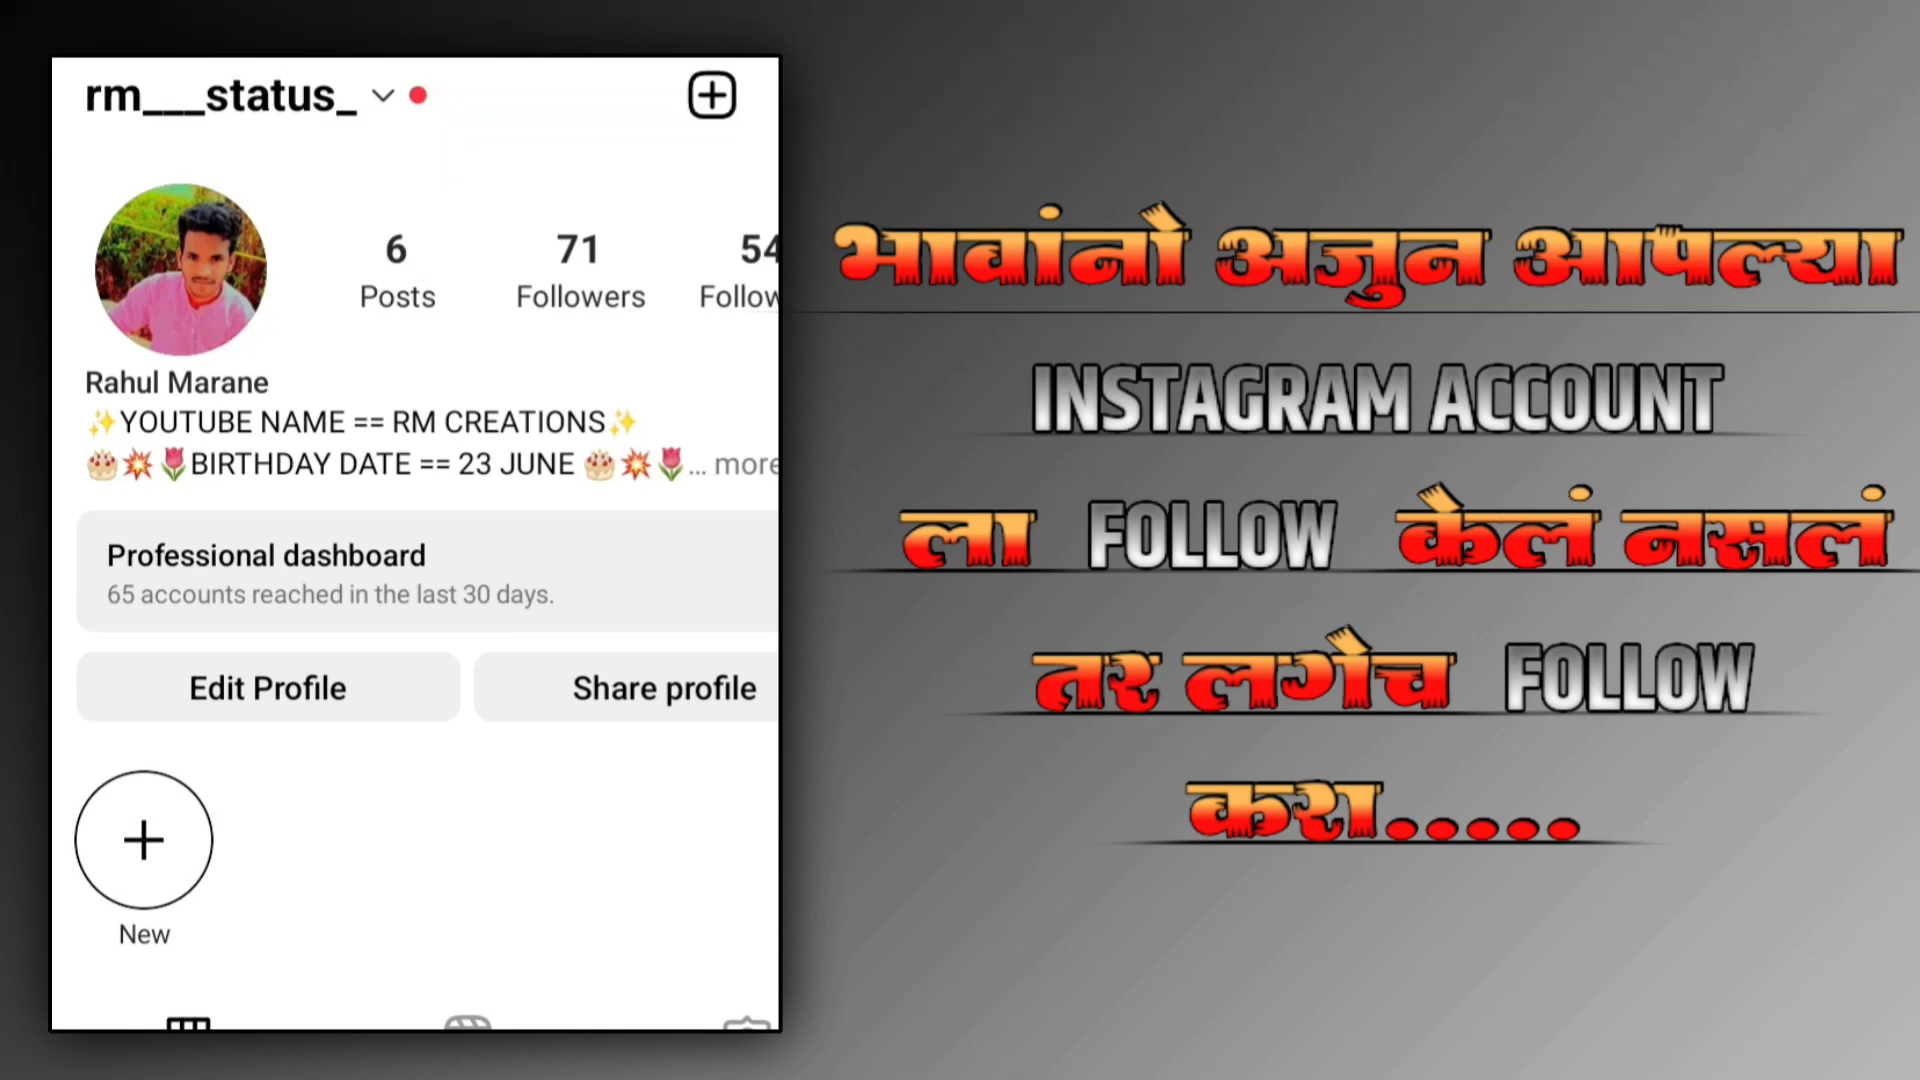 rm___status_
6
Posts
71
Followers
54
Follow
Rahul Marane
✨YOUTUBE NAME == RM CREATIONS✨
🎂💥🌷BIRTHDAY DATE == 23 JUNE 🎂💥🌷... more
Professional dashboard
65 accounts reached in the last 30 days.
Edit Profile
Share profile
New
भावांनो अजुन आपल्या
INSTAGRAM ACCOUNT
ला FOLLOW केलं नसलं
तर लगेच FOLLOW
करा.....